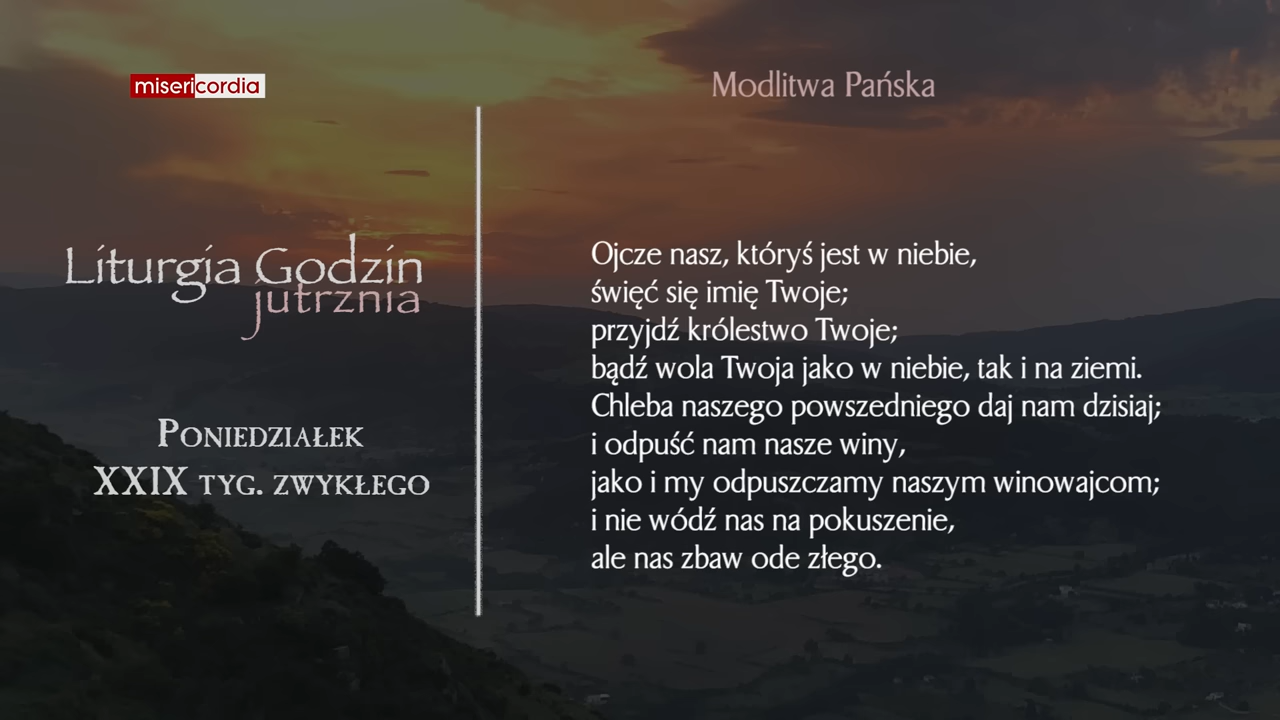 misericordia
Liturgia Godzin
jutrznia
Poniedziałek
XXIX tyg. zwykłego
Modlitwa Pańska
Ojcze nasz, któryś jest w niebie,
święć się imię Twoje;
przyjdź królestwo Twoje;
bądź wola Twoja jako w niebie, tak i na ziemi.
Chleba naszego powszedniego daj nam dzisiaj;
i odpuść nam nasze winy,
jako i my odpuszczamy naszym winowajcom;
i nie wódź nas na pokuszenie,
ale nas zbaw ode złego.